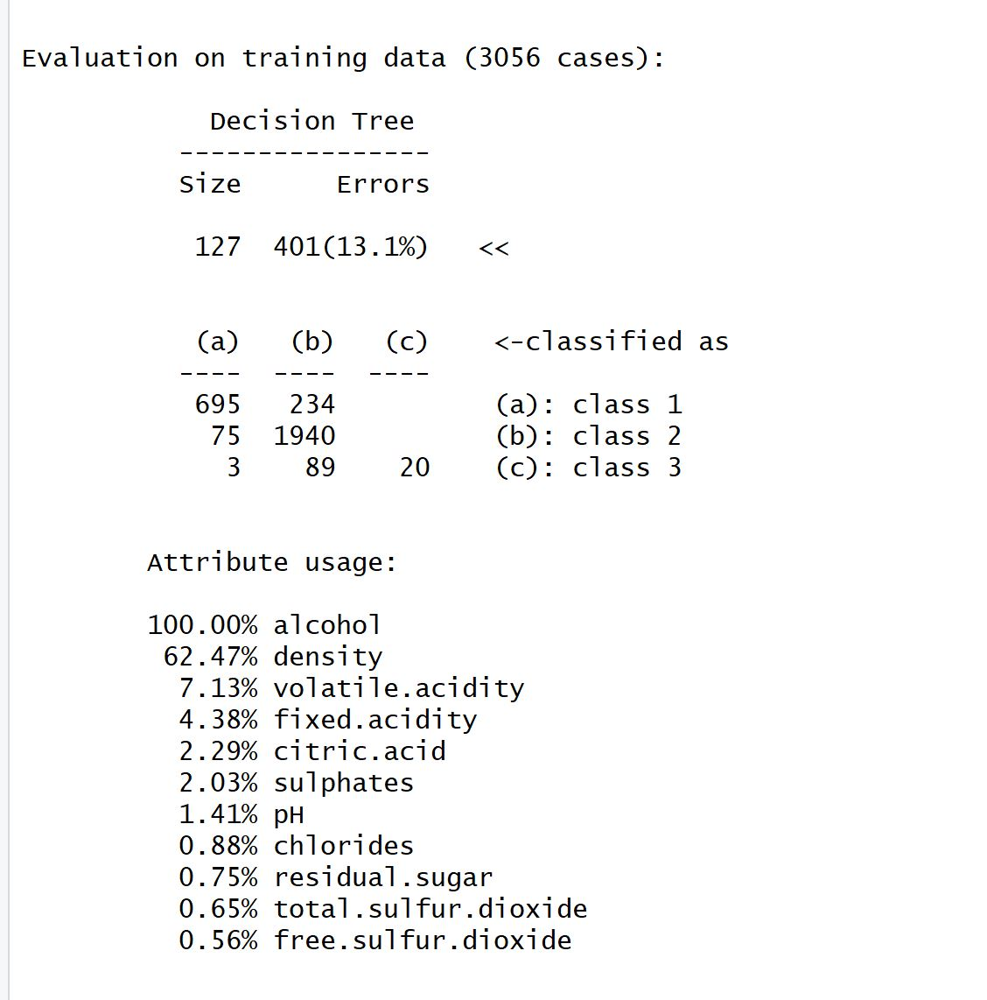 Evaluation on training data (3056 cases):
Decision Tree
----------------
Size      Errors
127  401(13.1%)   <<
(a)   (b)   (c)    <-classified as
----  ----  ----
695   234          (a): class 1
75  1940          (b): class 2
3    89    20    (c): class 3
Attribute usage:
100.00% alcohol
62.47% density
7.13% volatile.acidity
4.38% fixed.acidity
2.29% citric.acid
2.03% sulphates
1.41% pH
0.88% chlorides
0.75% residual.sugar
0.65% total.sulfur.dioxide
0.56% free.sulfur.dioxide